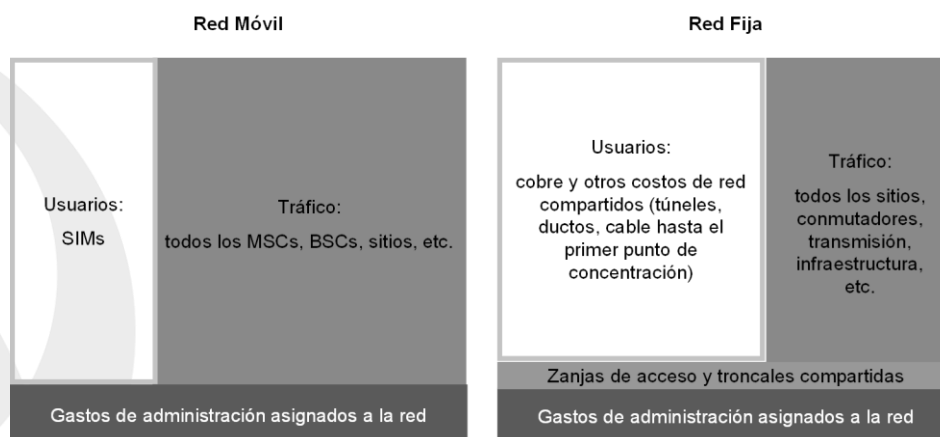 Red Móvil
Usuarios:
SIMs
Tráfico:
todos los MSCs, BSCs, sitios, etc.
Gastos de administración asignados a la red
Red Fija
Usuarios:
cobre y otros costos de red
compartidos (túneles,
ductos, cable hasta el
primer punto de
concentración)
Tráfico:
todos los sitios,
conmutadores,
transmisión,
infraestructura,
etc.
Zanjas de acceso y troncales compartidas
Gastos de administración asignados a la red